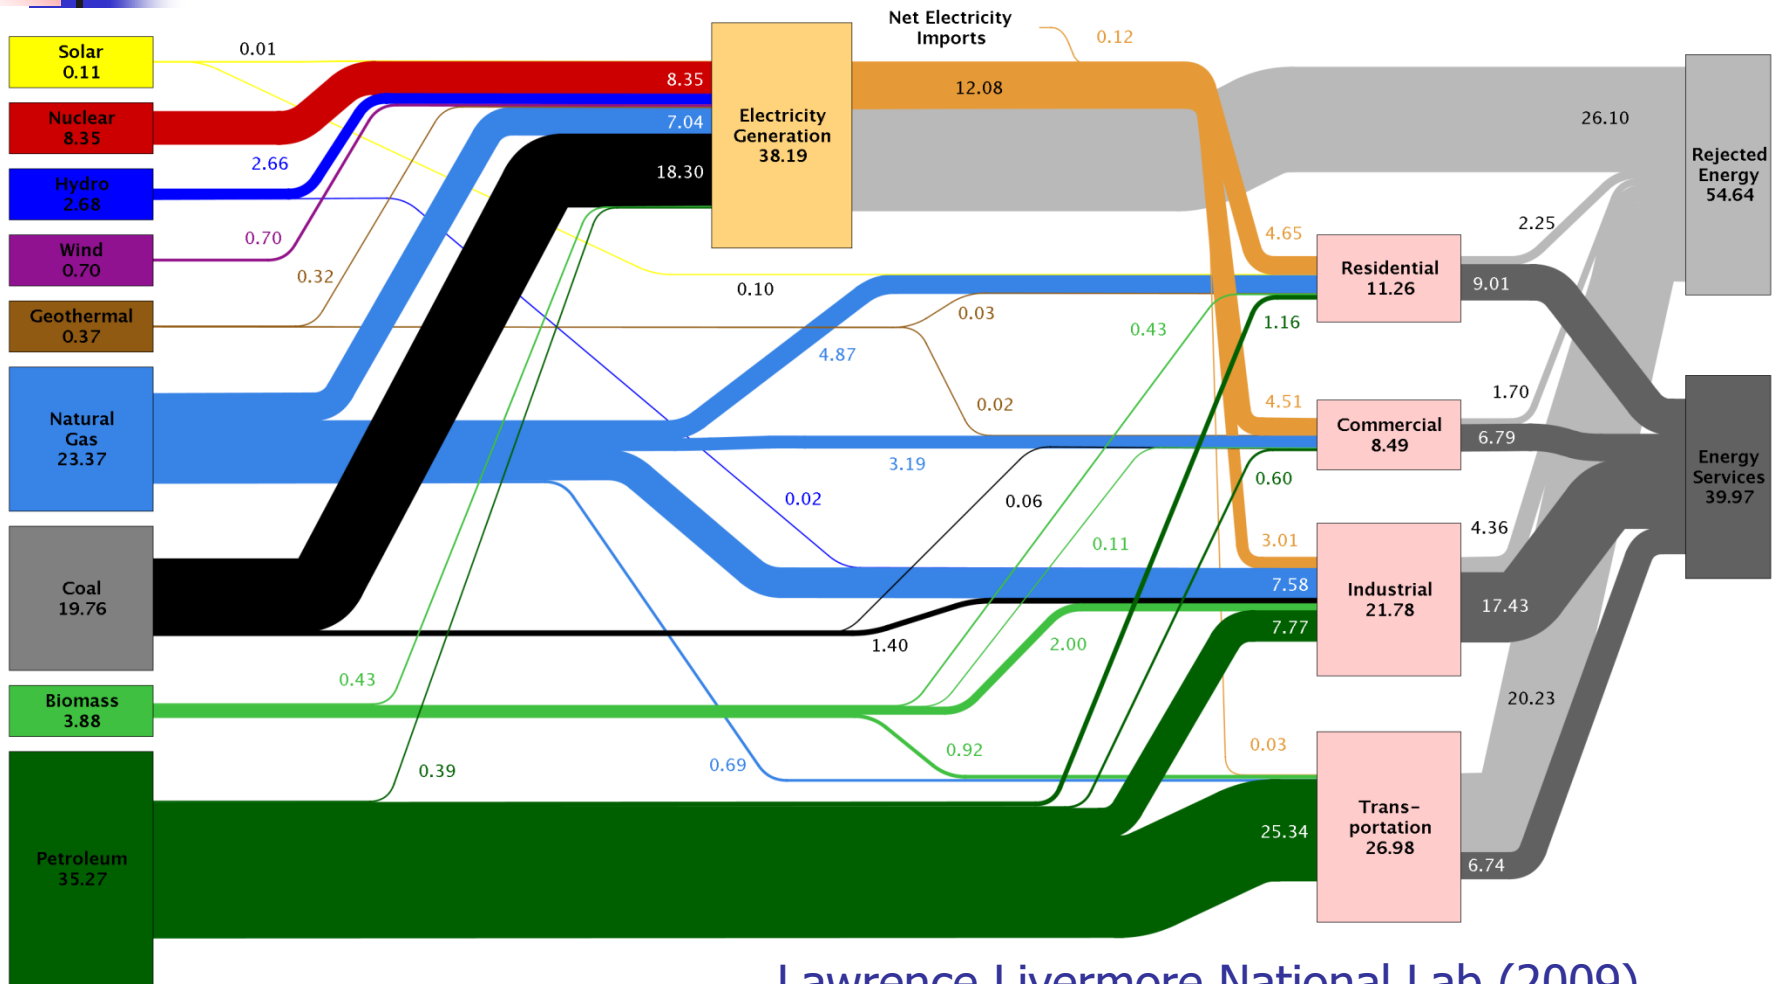 Net Electricity
Imports
0.12
Solar
0.11
0.01
Nuclear
8.35
8.35
12.08
Electricity
Generation
38.19
7.04
26.10
Rejected
Energy
54.64
Hydro
2.68
2.66
18.30
Wind
0.70
0.70
0.32
2.25
4.65
Residential
11.26
9.01
0.10
Geothermal
0.37
0.03
0.43
1.16
4.87
Natural
Gas
23.37
0.02
4.51
Commercial
8.49
1.70
6.79
3.19
0.60
Energy
Services
39.97
0.02
0.06
0.11
3.01
4.36
Coal
19.76
7.58
Industrial
21.78
17.43
7.77
1.40
2.00
Biomass
3.88
0.43
20.23
0.92
0.03
0.69
0.39
Petroleum
35.27
25.34
Trans-
portation
26.98
6.74
Lawrence Livermore National Lab (2009)